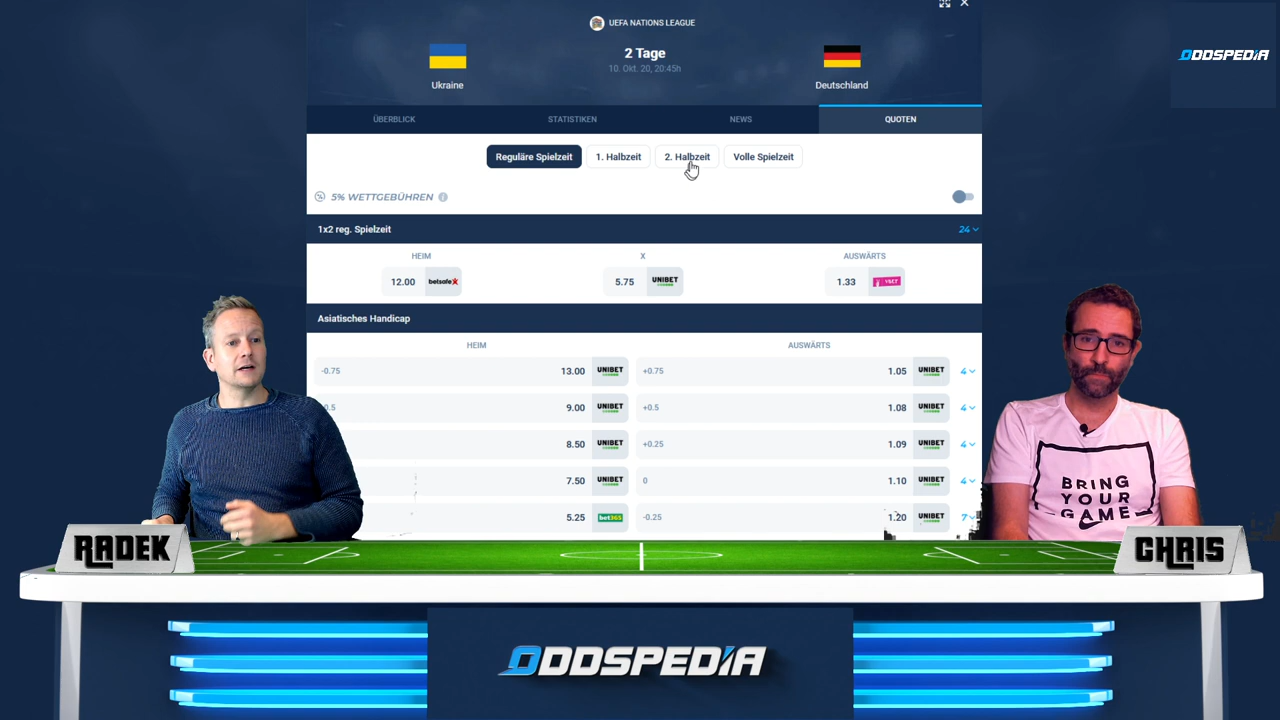 UEFA NATIONS LEAGUE
2 Tage
10. Okt. 20, 20:45h
Ukraine
Deutschland
ODDSPEDIA
ÜBERBLICK STATISTIKEN NEWS QUOTEN
Reguläre Spielzeit 1. Halbzeit 2. Halbzeit Volle Spielzeit
5% WETTGEBÜHREN
1x2 reg. Spielzeit 24
HEIM X AUSWÄRTS
12.00 betsafe 5.75 UNIBET 1.33 VBET
Asiatisches Handicap
HEIM AUSWÄRTS
-0.75 13.00 UNIBET +0.75 1.05 UNIBET 4
0.5 9.00 UNIBET +0.5 1.08 UNIBET 4
8.50 UNIBET +0.25 1.09 UNIBET 4
7.50 UNIBET 0 1.10 UNIBET 4
5.25 bet365 -0.25 1.20 UNIBET 7
BRING
YOUR
GAME
RADEK
CHRIS
ODDSPEDIA